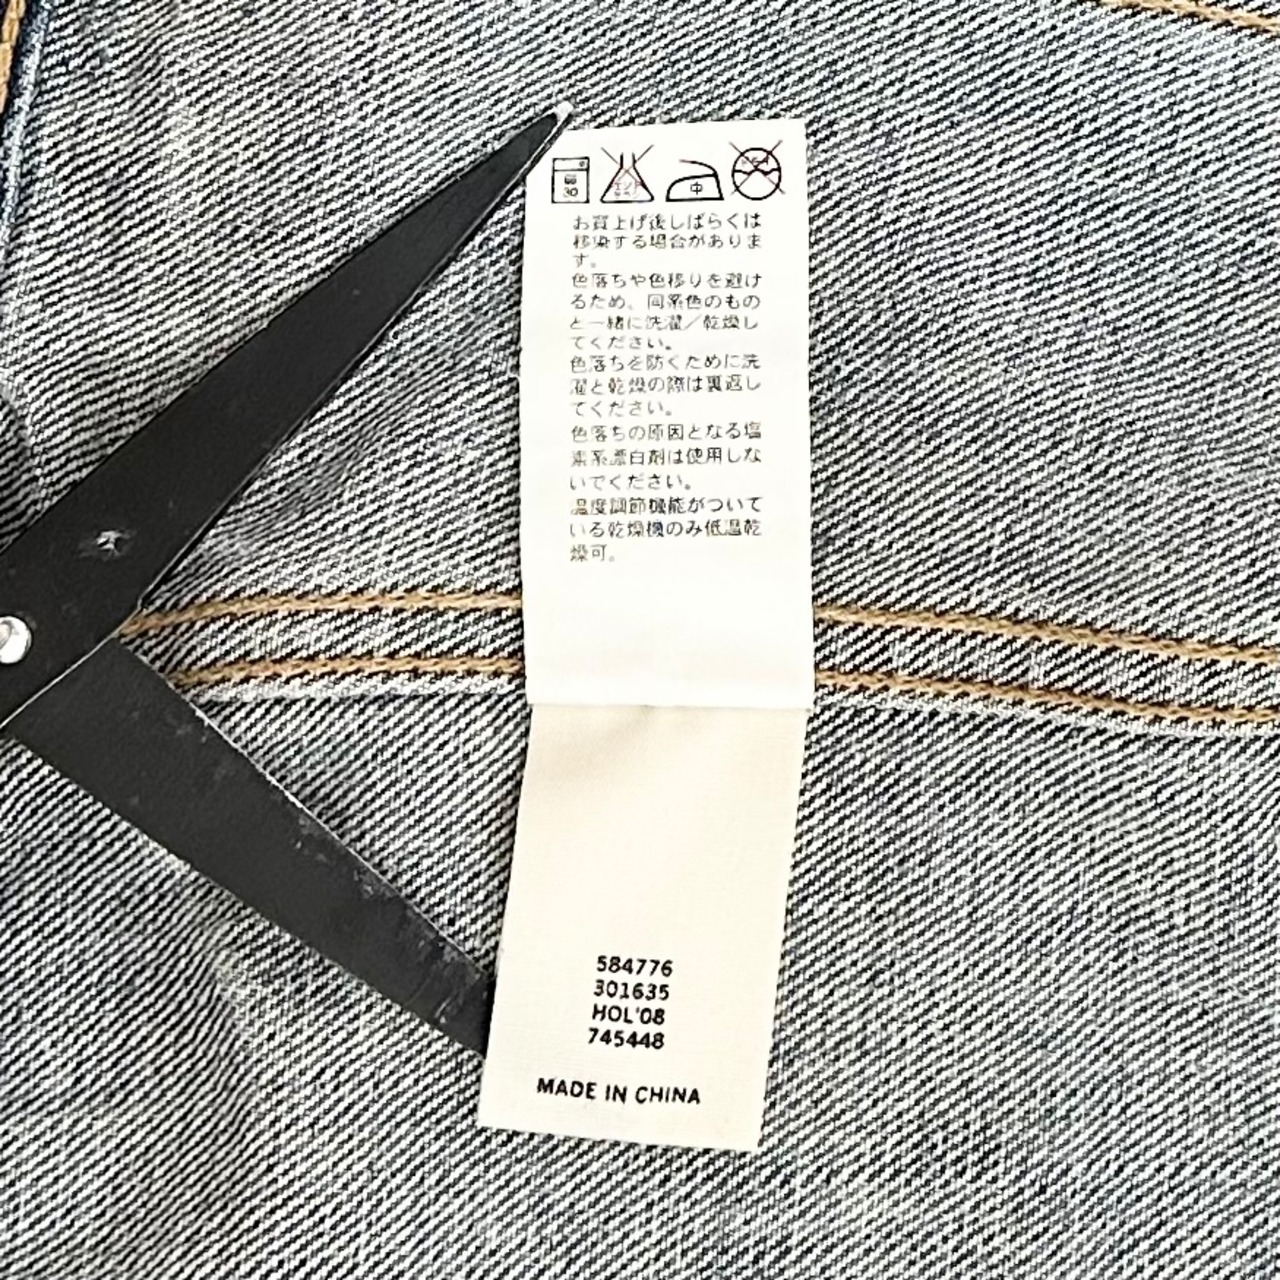 30
中
お買上げ後しばらくは
移染する場合がありま
す。
色落ちや色移りを避け
るため、同系色のもの
と一緒に洗濯／乾燥し
てください。
色落ちを防ぐために洗
濯と乾燥の際は裏返し
てください。
色落ちの原因となる塩
素系漂白剤は使用しな
いでください。
温度調節機能がついて
いる乾燥機のみ低温乾
燥可。
584776
301635
HOL'08
745448
MADE IN CHINA